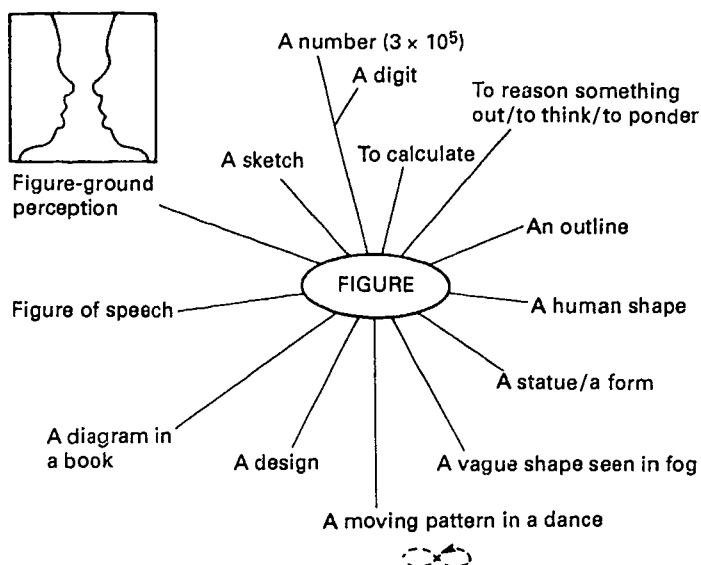 A number (3 × 10⁵)
A digit
To reason something
out/to think/to ponder
A sketch
To calculate
Figure-ground
perception
An outline
FIGURE
Figure of speech
A human shape
A statue/a form
A diagram in
a book
A design
A vague shape seen in fog
A moving pattern in a dance